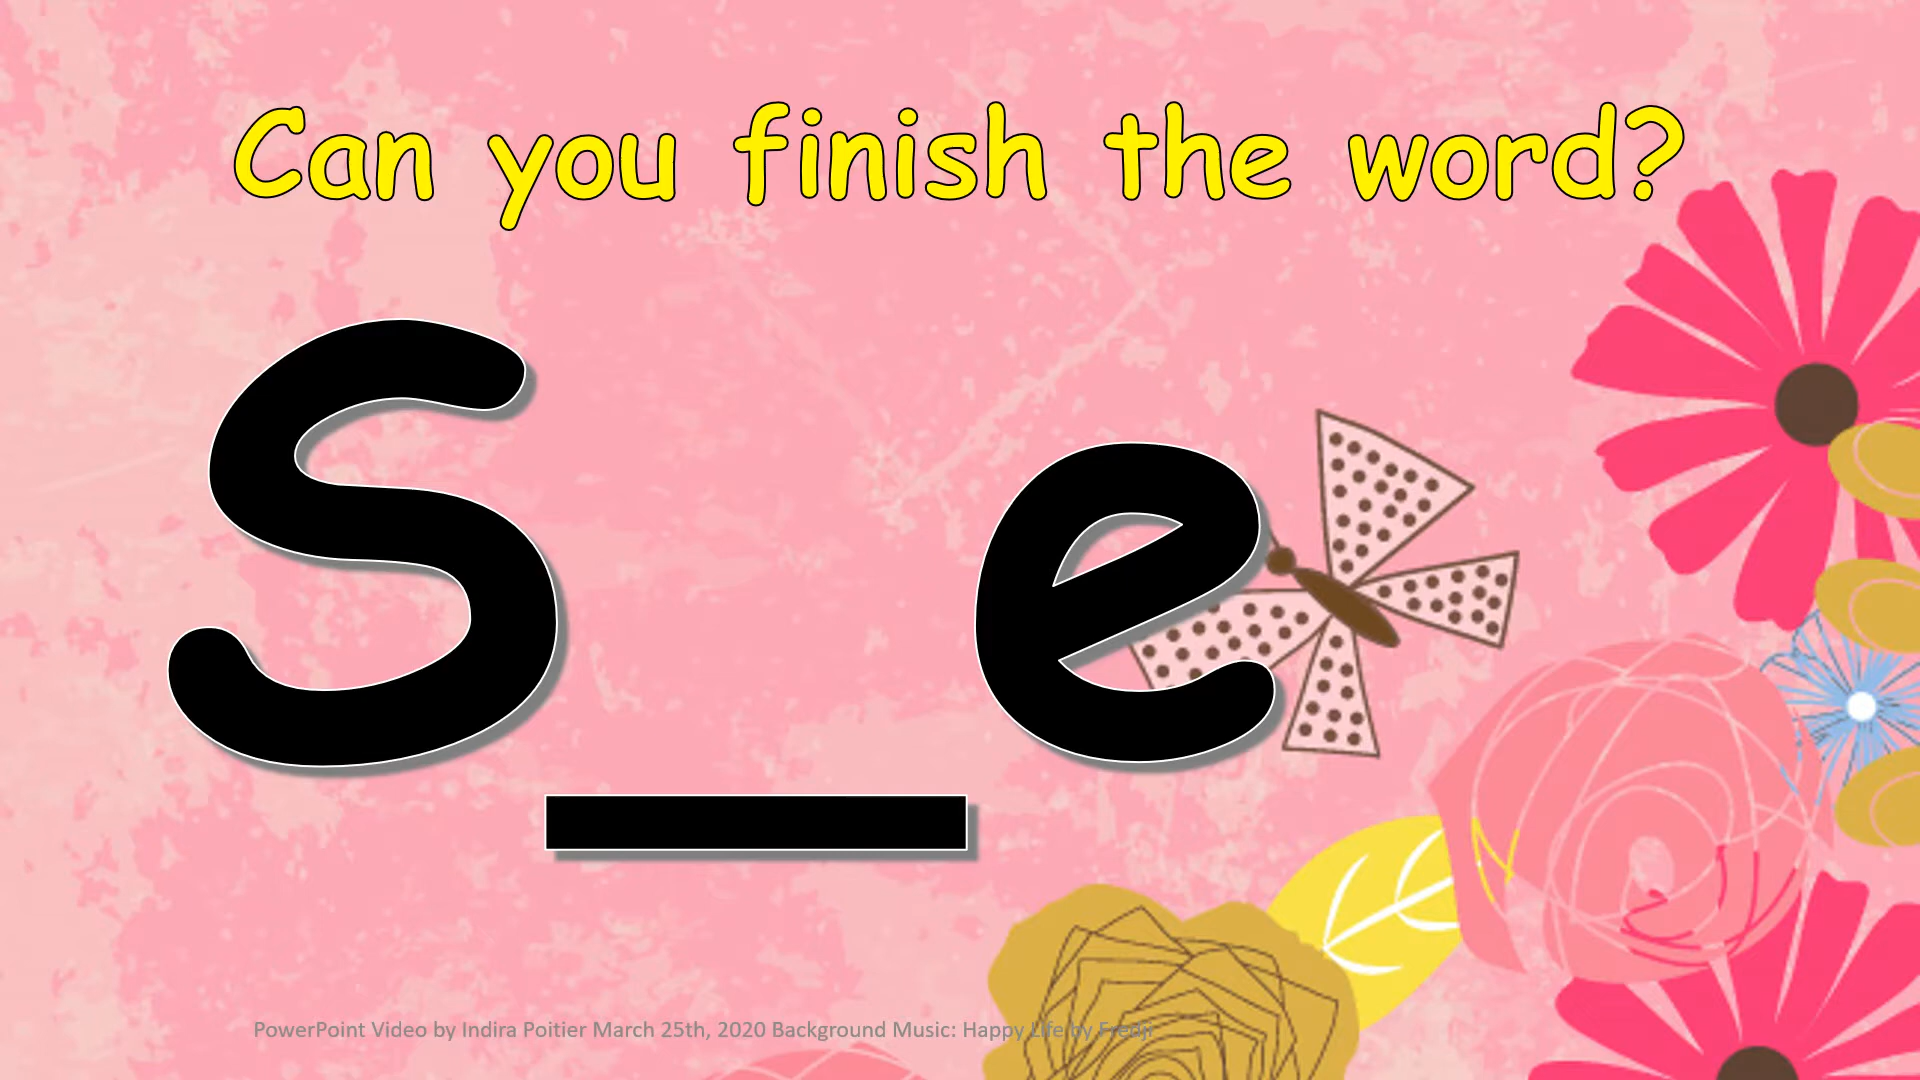 Can you finish the word?
S_e
PowerPoint Video by Indira Poitier March 25th, 2020 Background Music: Happy Life by Fredji